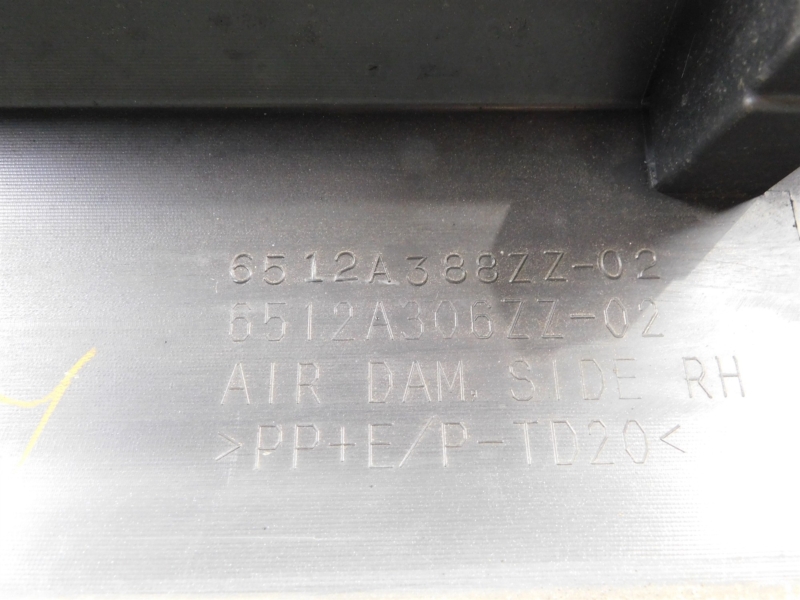 6512A388ZZ-02
6512A306ZZ-02
AIR DAM, SIDE RH
>PP+E/P-TD20<